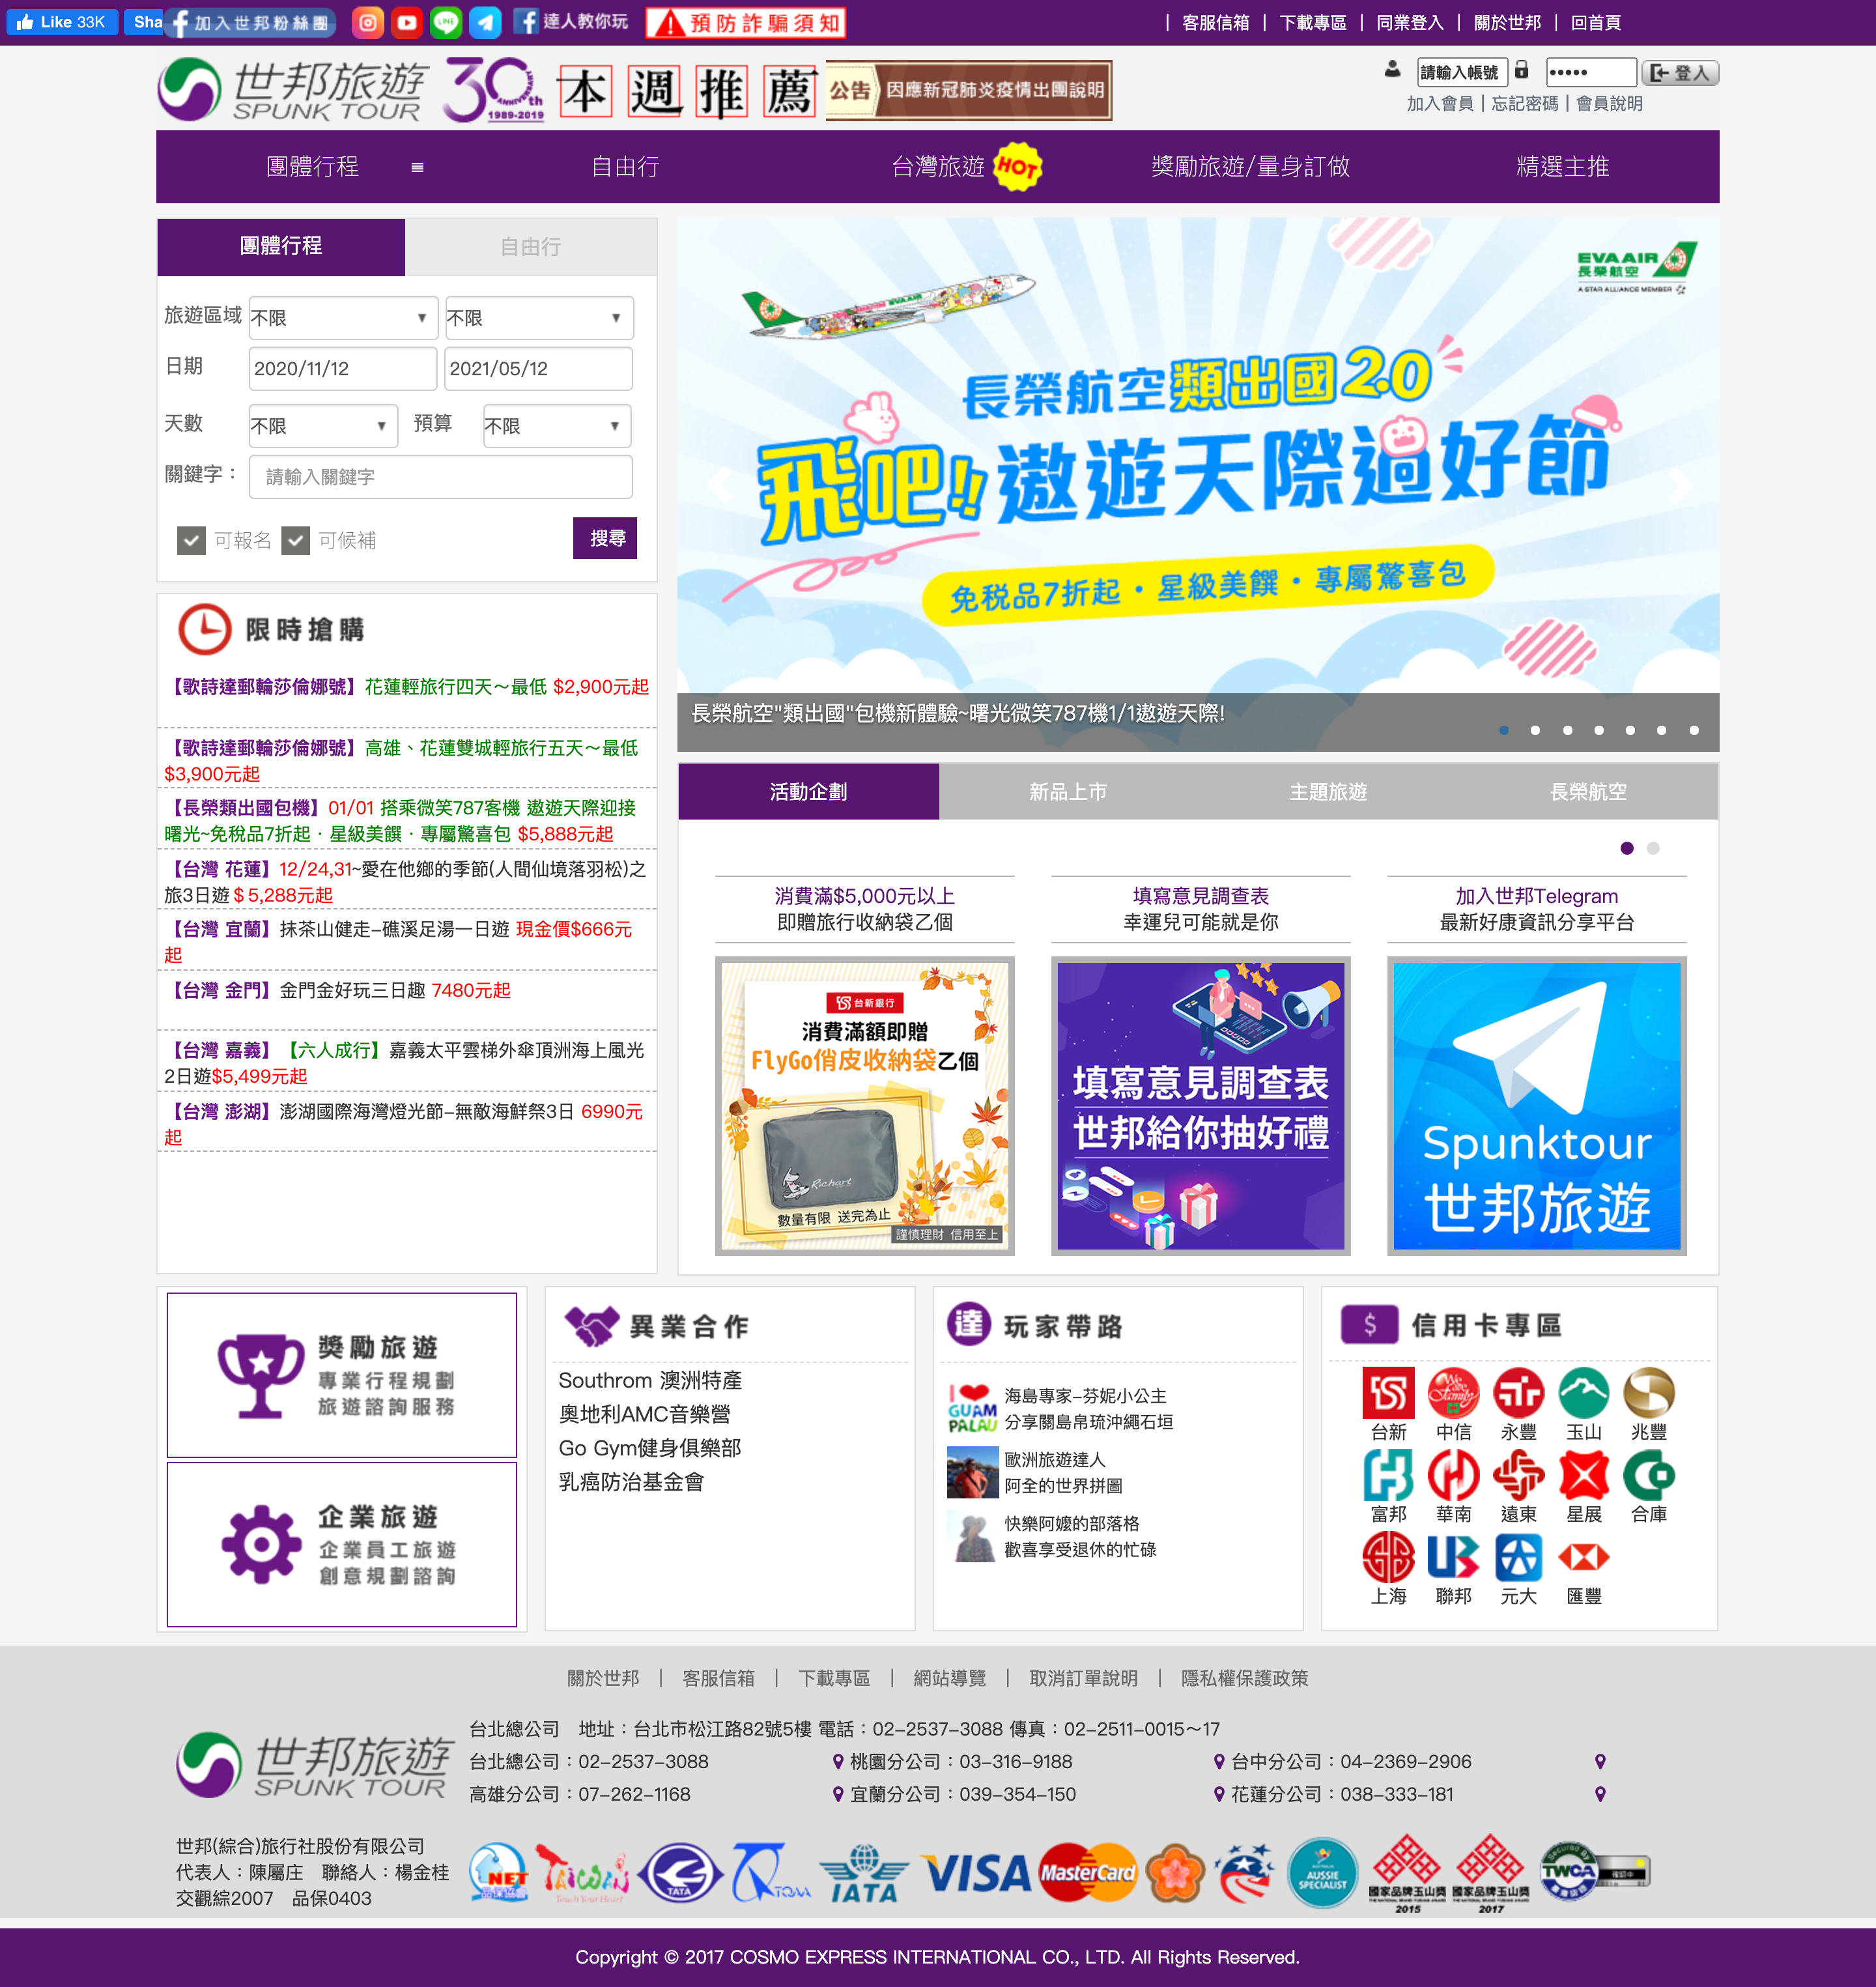 Like 33K
Sha
加入世邦粉絲團
達人教你玩
預防詐騙須知
| 客服信箱 | 下載專區 | 同業登入 | 關於世邦 | 回首頁
世邦旅遊
SPUNK TOUR
30th
ANNIVERSARY
1989-2019
本週推薦
公告 因應新冠肺炎疫情出團說明
請輸入帳號
•••••
登入
加入會員 | 忘記密碼 | 會員說明
團體行程
自由行
台灣旅遊 HOT
獎勵旅遊/量身訂做
精選主推
團體行程
自由行
旅遊區域 不限 不限
日期 2020/11/12 2021/05/12
天數 不限 預算 不限
關鍵字： 請輸入關鍵字
可報名 可候補 搜尋
限時搶購
【歌詩達郵輪莎倫娜號】花蓮輕旅行四天～最低 $2,900元起
【歌詩達郵輪莎倫娜號】高雄、花蓮雙城輕旅行五天～最低
$3,900元起
【長榮類出國包機】01/01 搭乘微笑787客機 遨遊天際迎接
曙光~免稅品7折起．星級美饌．專屬驚喜包 $5,888元起
【台灣 花蓮】12/24,31~愛在他鄉的季節(人間仙境落羽松)之
旅3日遊＄5,288元起
【台灣 宜蘭】抹茶山健走–礁溪足湯一日遊 現金價$666元
起
【台灣 金門】金門金好玩三日趣 7480元起
【台灣 嘉義】【六人成行】嘉義太平雲梯外傘頂洲海上風光
2日遊$5,499元起
【台灣 澎湖】澎湖國際海灣燈光節–無敵海鮮祭3日 6990元
起
EVA AIR
長榮航空
A STAR ALLIANCE MEMBER
EVA AIR
長榮航空類出國2.0
飛吧!!遨遊天際過好節
免稅品7折起・星級美饌・專屬驚喜包
長榮航空"類出國"包機新體驗~曙光微笑787機1/1遨遊天際!
活動企劃
新品上市
主題旅遊
長榮航空
消費滿$5,000元以上
即贈旅行收納袋乙個
填寫意見調查表
幸運兒可能就是你
加入世邦Telegram
最新好康資訊分享平台
台新銀行
消費滿額即贈
FlyGo俏皮收納袋乙個
Richart
數量有限 送完為止
謹慎理財 信用至上
填寫意見調查表
世邦給你抽好禮
Spunktour
世邦旅遊
獎勵旅遊
專業行程規劃
旅遊諮詢服務
企業旅遊
企業員工旅遊
創意規劃諮詢
異業合作
Southrom 澳洲特產
奧地利AMC音樂營
Go Gym健身俱樂部
乳癌防治基金會
達 玩家帶路
I GUAM PALAU
海島專家–芬妮小公主
分享關島帛琉沖繩石垣
歐洲旅遊達人
阿全的世界拼圖
快樂阿嬤的部落格
歡喜享受退休的忙碌
$ 信用卡專區
We are Family
台新 中信 永豐 玉山 兆豐
富邦 華南 遠東 星展 合庫
上海 聯邦 元大 匯豐
關於世邦 | 客服信箱 | 下載專區 | 網站導覽 | 取消訂單說明 | 隱私權保護政策
世邦旅遊
SPUNK TOUR
台北總公司 地址：台北市松江路82號5樓 電話：02–2537–3088 傳真：02–2511–0015～17
台北總公司：02–2537–3088
桃園分公司：03–316–9188
台中分公司：04–2369–2906
高雄分公司：07–262–1168
宜蘭分公司：039–354–150
花蓮分公司：038–333–181
世邦(綜合)旅行社股份有限公司
代表人：陳屬庄 聯絡人：楊金桂
交觀綜2007 品保0403
NET
TAIWAN
Touch Your Heart
TATA
TQAA
IATA
VISA
MasterCard
AUSSIE SPECIALIST
國家品牌玉山獎
2015
國家品牌玉山獎
2017
Secured By
TWCA
Copyright © 2017 COSMO EXPRESS INTERNATIONAL CO., LTD. All Rights Reserved.